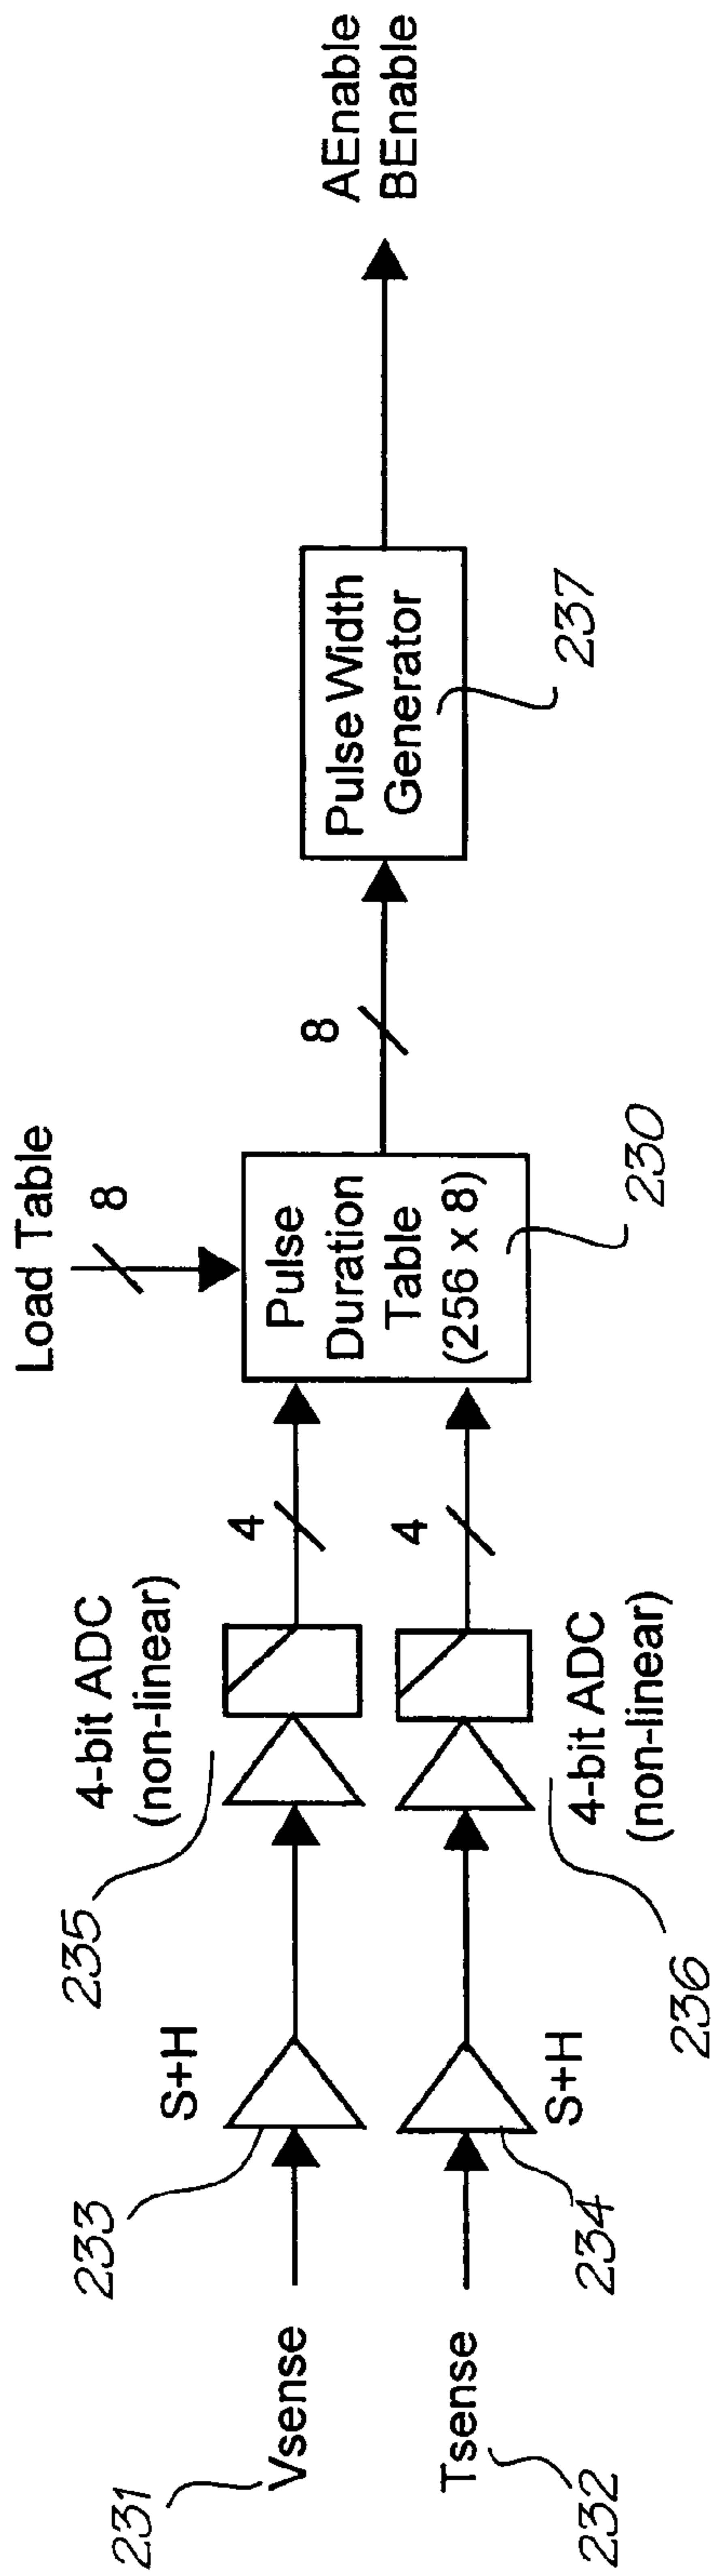 Load Table
8
AEnable
BEnable
4-bit ADC
(non-linear)
235
S+H
233
231
Vsense
4
Pulse
Duration
Table
(256 x 8)
8
Pulse Width
Generator
237
230
Tsense
232
S+H
234
4
4-bit ADC
(non-linear)
236